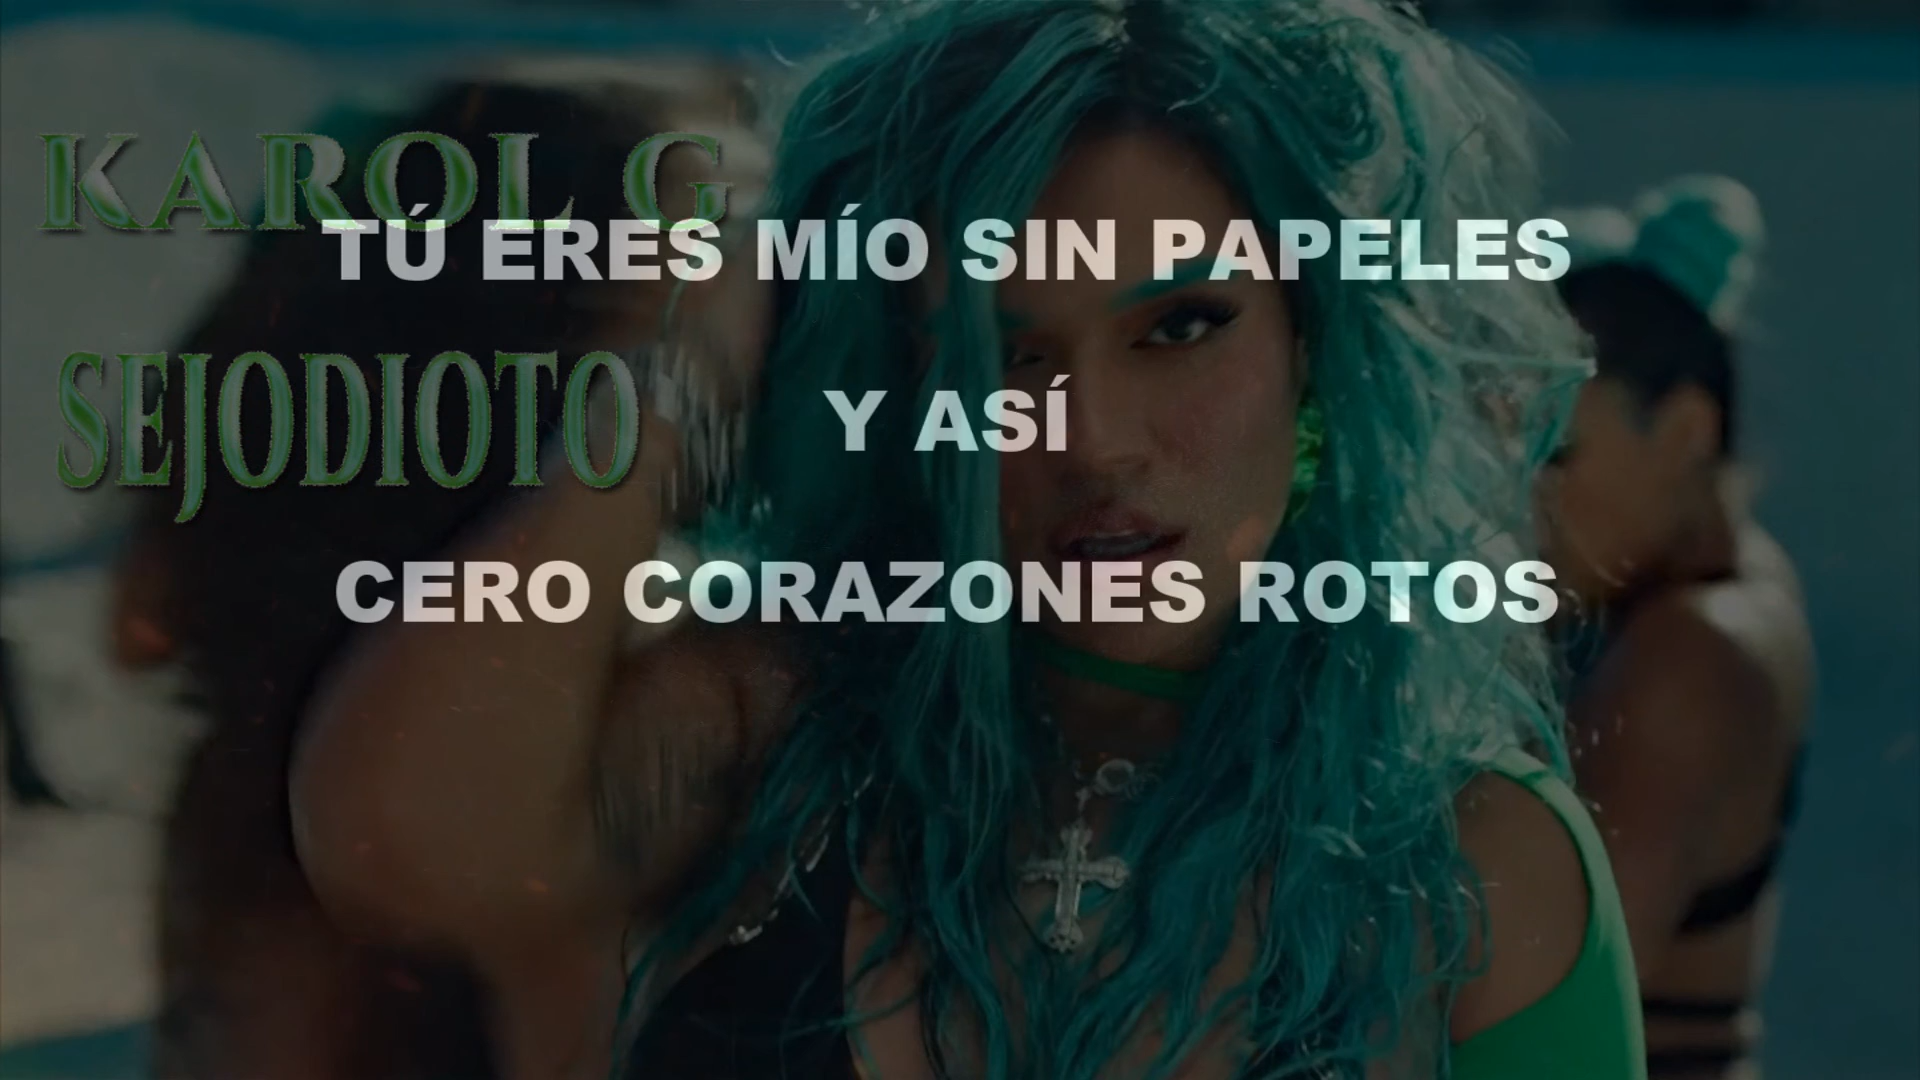 KAROL G
TÚ ERES MÍO SIN PAPELES
SEJODIOTO
Y ASÍ
CERO CORAZONES ROTOS